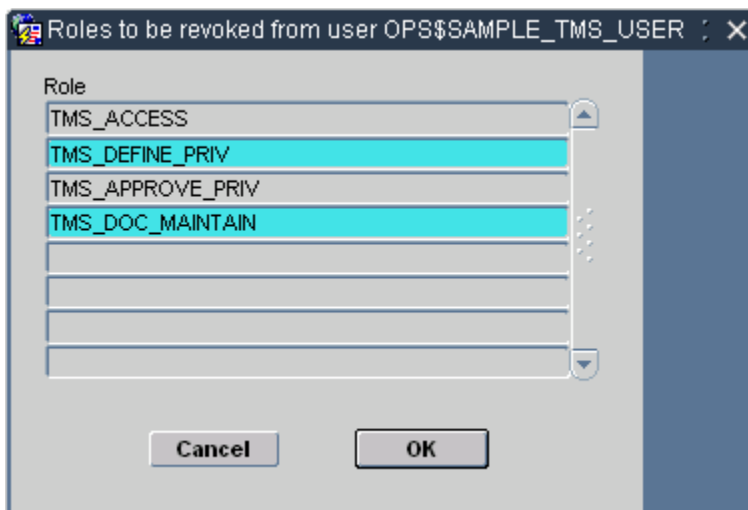 Roles to be revoked from user OPS$SAMPLE_TMS_USER
Role
TMS_ACCESS
TMS_DEFINE_PRIV
TMS_APPROVE_PRIV
TMS_DOC_MAINTAIN
Cancel OK